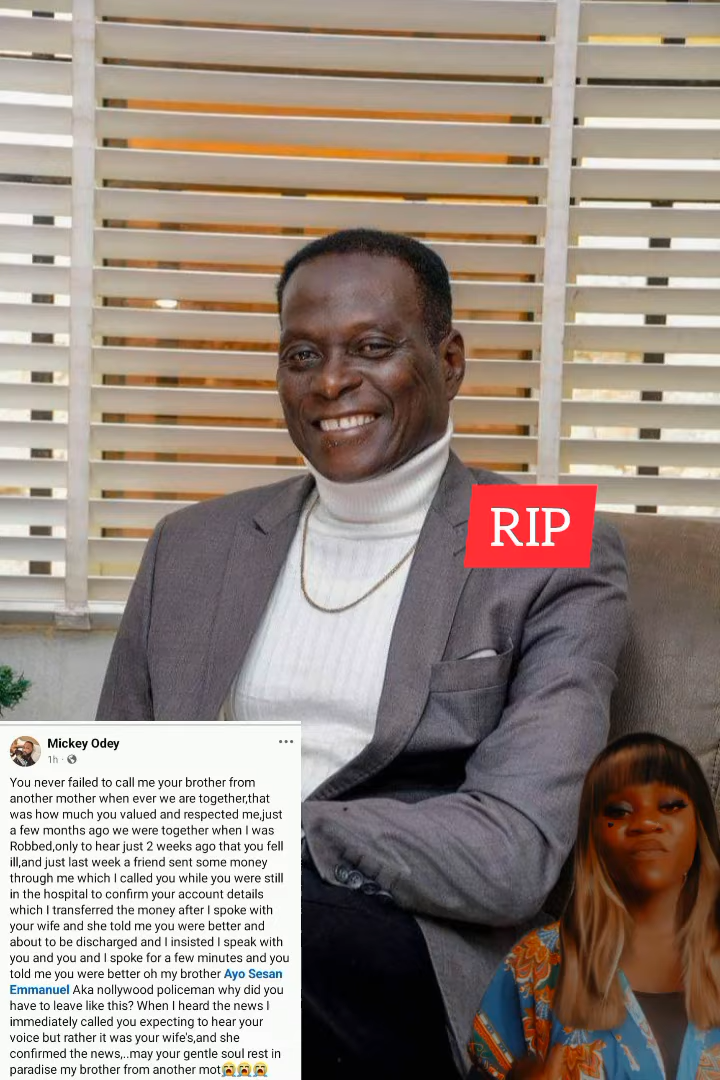 RIP
Mickey Odey
1h ·
You never failed to call me your brother from
another mother when ever we are together,that
was how much you valued and respected me,just
a few months ago we were together when I was
Robbed,only to hear just 2 weeks ago that you fell
ill,and just last week a friend sent some money
through me which I called you while you were still
in the hospital to confirm your account details
which I transferred the money after I spoke with
your wife and she told me you were better and
about to be discharged and I insisted I speak with
you and you and I spoke for a few minutes and you
told me you were better oh my brother Ayo Sesan
Emmanuel Aka nollywood policeman why did you
have to leave like this? When I heard the news I
immediately called you expecting to hear your
voice but rather it was your wife's,and she
confirmed the news,..may your gentle soul rest in
paradise my brother from another mot😭😭😭